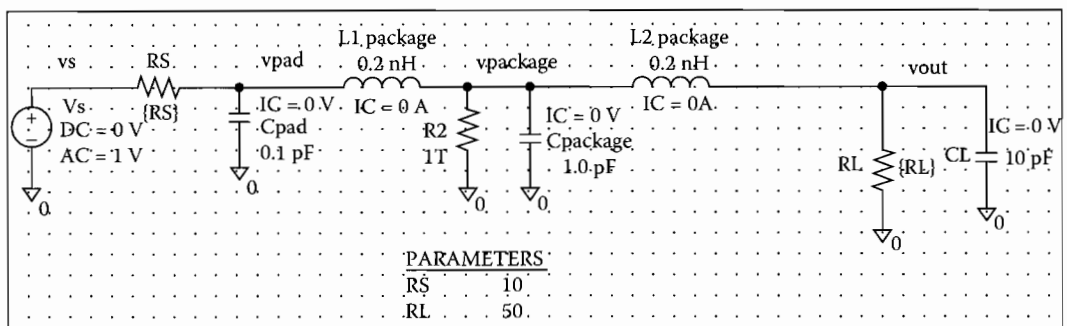 L1 package
L2 package
vs
RS
vpad
0.2 nH
vpackage
0.2 nH
vout
Vs
{RS}
IC = 0 V
IC = 0 A
IC = 0 V
IC = 0A
IC = 0 V
DC = 0 V
Cpad
R2
Cpackage
CL
10 pF
AC = 1 V
0.1 pF
1T
1.0 pF
RL
{RL}
0
0
0
0
0
0
PARAMETERS
RS 10
RL 50